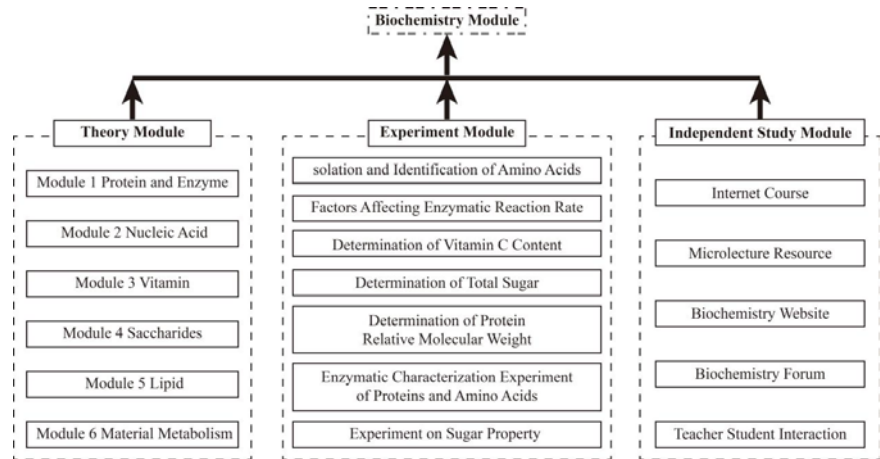 Biochemistry Module
Theory Module
Module 1 Protein and Enzyme
Module 2 Nucleic Acid
Module 3 Vitamin
Module 4 Saccharides
Module 5 Lipid
Module 6 Material Metabolism
Experiment Module
solation and Identification of Amino Acids
Factors Affecting Enzymatic Reaction Rate
Determination of Vitamin C Content
Determination of Total Sugar
Determination of Protein
Relative Molecular Weight
Enzymatic Characterization Experiment
of Proteins and Amino Acids
Experiment on Sugar Property
Independent Study Module
Internet Course
Microlecture Resource
Biochemistry Website
Biochemistry Forum
Teacher Student Interaction